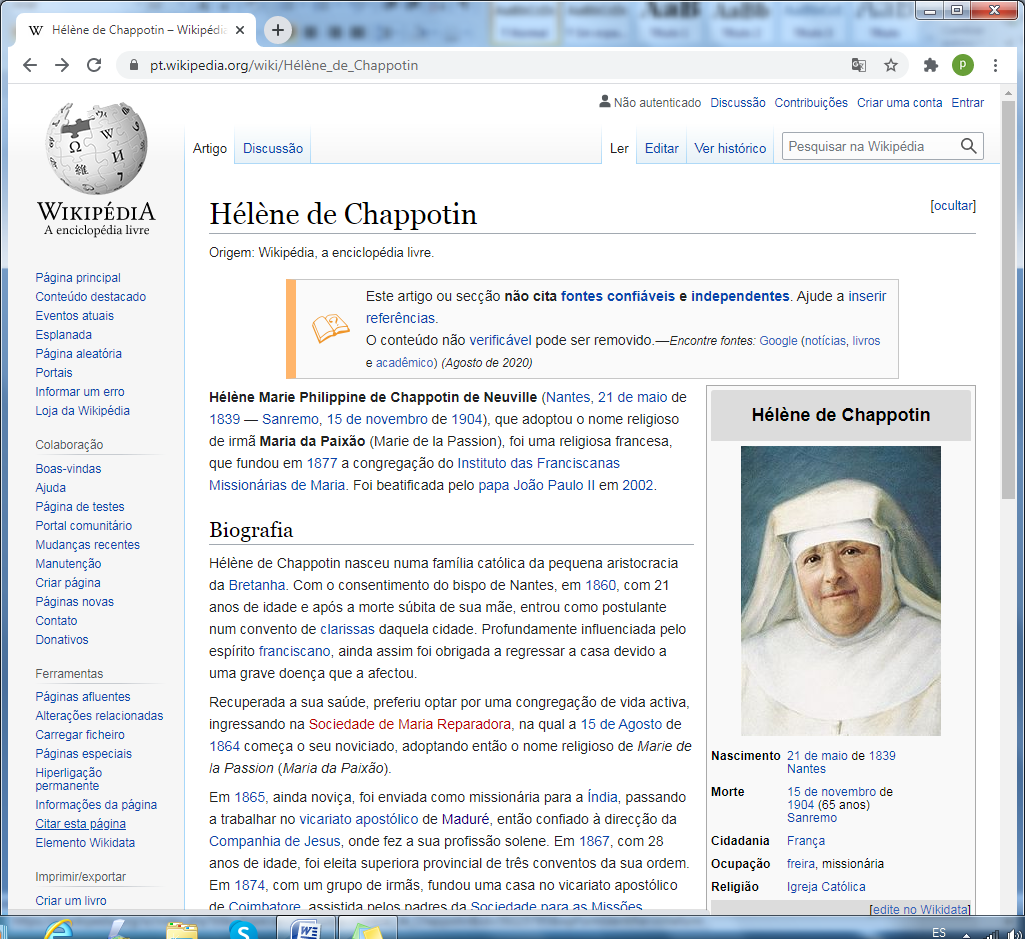 Hélène de Chappotin – Wikipédia
pt.wikipedia.org/wiki/Hélène_de_Chappotin
P
Não autenticado Discussão Contribuições Criar uma conta Entrar
Artigo Discussão Ler Editar Ver histórico Pesquisar na Wikipédia
WIKIPÉDIA
A enciclopédia livre
Página principal
Conteúdo destacado
Eventos atuais
Esplanada
Página aleatória
Portais
Informar um erro
Loja da Wikipédia
Colaboração
Boas-vindas
Ajuda
Página de testes
Portal comunitário
Mudanças recentes
Manutenção
Criar página
Páginas novas
Contato
Donativos
Ferramentas
Páginas afluentes
Alterações relacionadas
Carregar ficheiro
Páginas especiais
Hiperligação
permanente
Informações da página
Citar esta página
Elemento Wikidata
Imprimir/exportar
Criar um livro
Hélène de Chappotin
[ocultar]
Origem: Wikipédia, a enciclopédia livre.
Este artigo ou secção não cita fontes confiáveis e independentes. Ajude a inserir
referências.
O conteúdo não verificável pode ser removido.—Encontre fontes: Google (notícias, livros
e acadêmico) (Agosto de 2020)
Hélène Marie Philippine de Chappotin de Neuville (Nantes, 21 de maio de
1839 — Sanremo, 15 de novembro de 1904), que adoptou o nome religioso
de irmã Maria da Paixão (Marie de la Passion), foi uma religiosa francesa,
que fundou em 1877 a congregação do Instituto das Franciscanas
Missionárias de Maria. Foi beatificada pelo papa João Paulo II em 2002.
Biografia
Hélène de Chappotin nasceu numa família católica da pequena aristocracia
da Bretanha. Com o consentimento do bispo de Nantes, em 1860, com 21
anos de idade e após a morte súbita de sua mãe, entrou como postulante
num convento de clarissas daquela cidade. Profundamente influenciada pelo
espírito franciscano, ainda assim foi obrigada a regressar a casa devido a
uma grave doença que a afectou.
Recuperada a sua saúde, preferiu optar por uma congregação de vida activa,
ingressando na Sociedade de Maria Reparadora, na qual a 15 de Agosto de
1864 começa o seu noviciado, adoptando então o nome religioso de Marie de
la Passion (Maria da Paixão).
Em 1865, ainda noviça, foi enviada como missionária para a Índia, passando
a trabalhar no vicariato apostólico de Maduré, então confiado à direcção da
Companhia de Jesus, onde fez a sua profissão solene. Em 1867, com 28
anos de idade, foi eleita superiora provincial de três conventos da sua ordem.
Em 1874, com um grupo de irmãs, fundou uma casa no vicariato apostólico
de Coimbatore, assistida pelos padres da Sociedade para as Missões
Hélène de Chappotin
Nascimento 21 de maio de 1839
Nantes
Morte 15 de novembro de
1904 (65 anos)
Sanremo
Cidadania França
Ocupação freira, missionária
Religião Igreja Católica
[edite no Wikidata]
ES